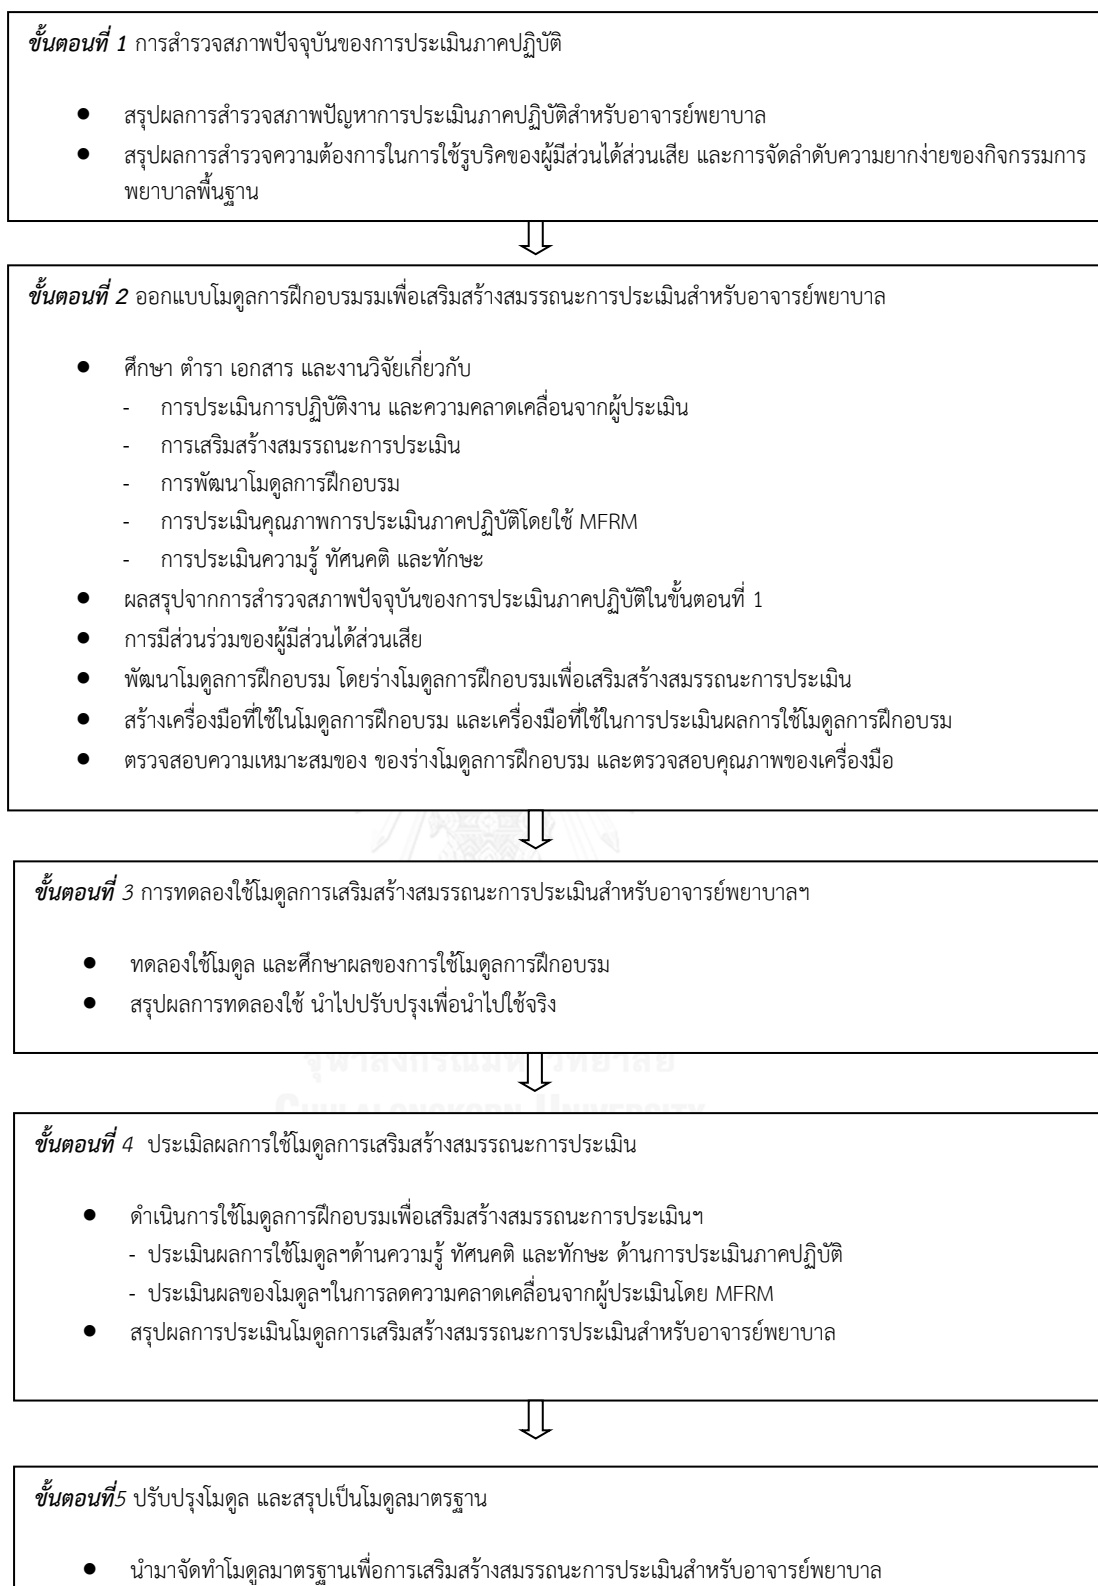 ขั้นตอนที่ 1 การสำรวจสภาพปัจจุบันของการประเมินภาคปฏิบัติ
● สรุปผลการสำรวจสภาพปัญหาการประเมินภาคปฏิบัติสำหรับอาจารย์พยาบาล
● สรุปผลการสำรวจความต้องการในการใช้รูบริคของผู้มีส่วนได้ส่วนเสีย และการจัดลำดับความยากง่ายของกิจกรรมการ
พยาบาลพื้นฐาน
ขั้นตอนที่ 2 ออกแบบโมดูลการฝึกอบรมรมเพื่อเสริมสร้างสมรรถนะการประเมินสำหรับอาจารย์พยาบาล
● ศึกษา ตำรา เอกสาร และงานวิจัยเกี่ยวกับ
- การประเมินการปฏิบัติงาน และความคลาดเคลื่อนจากผู้ประเมิน
- การเสริมสร้างสมรรถนะการประเมิน
- การพัฒนาโมดูลการฝึกอบรม
- การประเมินคุณภาพการประเมินภาคปฏิบัติโดยใช้ MFRM
- การประเมินความรู้ ทัศนคติ และทักษะ
● ผลสรุปจากการสำรวจสภาพปัจจุบันของการประเมินภาคปฏิบัติในขั้นตอนที่ 1
● การมีส่วนร่วมของผู้มีส่วนได้ส่วนเสีย
● พัฒนาโมดูลการฝึกอบรม โดยร่างโมดูลการฝึกอบรมเพื่อเสริมสร้างสมรรถนะการประเมิน
● สร้างเครื่องมือที่ใช้ในโมดูลการฝึกอบรม และเครื่องมือที่ใช้ในการประเมินผลการใช้โมดูลการฝึกอบรม
● ตรวจสอบความเหมาะสมของ ของร่างโมดูลการฝึกอบรม และตรวจสอบคุณภาพของเครื่องมือ
ขั้นตอนที่ 3 การทดลองใช้โมดูลการเสริมสร้างสมรรถนะการประเมินสำหรับอาจารย์พยาบาลฯ
● ทดลองใช้โมดูล และศึกษาผลของการใช้โมดูลการฝึกอบรม
● สรุปผลการทดลองใช้ นำไปปรับปรุงเพื่อนำไปใช้จริง
จุฬาลงกรณ์มหาวิทยาลัย
CHULALONGKORN UNIVERSITY
ขั้นตอนที่ 4 ประเมิลผลการใช้โมดูลการเสริมสร้างสมรรถนะการประเมิน
● ดำเนินการใช้โมดูลการฝึกอบรมเพื่อเสริมสร้างสมรรถนะการประเมินฯ
- ประเมินผลการใช้โมดูลฯด้านความรู้ ทัศนคติ และทักษะ ด้านการประเมินภาคปฏิบัติ
- ประเมินผลของโมดูลฯในการลดความคลาดเคลื่อนจากผู้ประเมินโดย MFRM
● สรุปผลการประเมินโมดูลการเสริมสร้างสมรรถนะการประเมินสำหรับอาจารย์พยาบาล
ขั้นตอนที่5 ปรับปรุงโมดูล และสรุปเป็นโมดูลมาตรฐาน
● นำมาจัดทำโมดูลมาตรฐานเพื่อการเสริมสร้างสมรรถนะการประเมินสำหรับอาจารย์พยาบาล